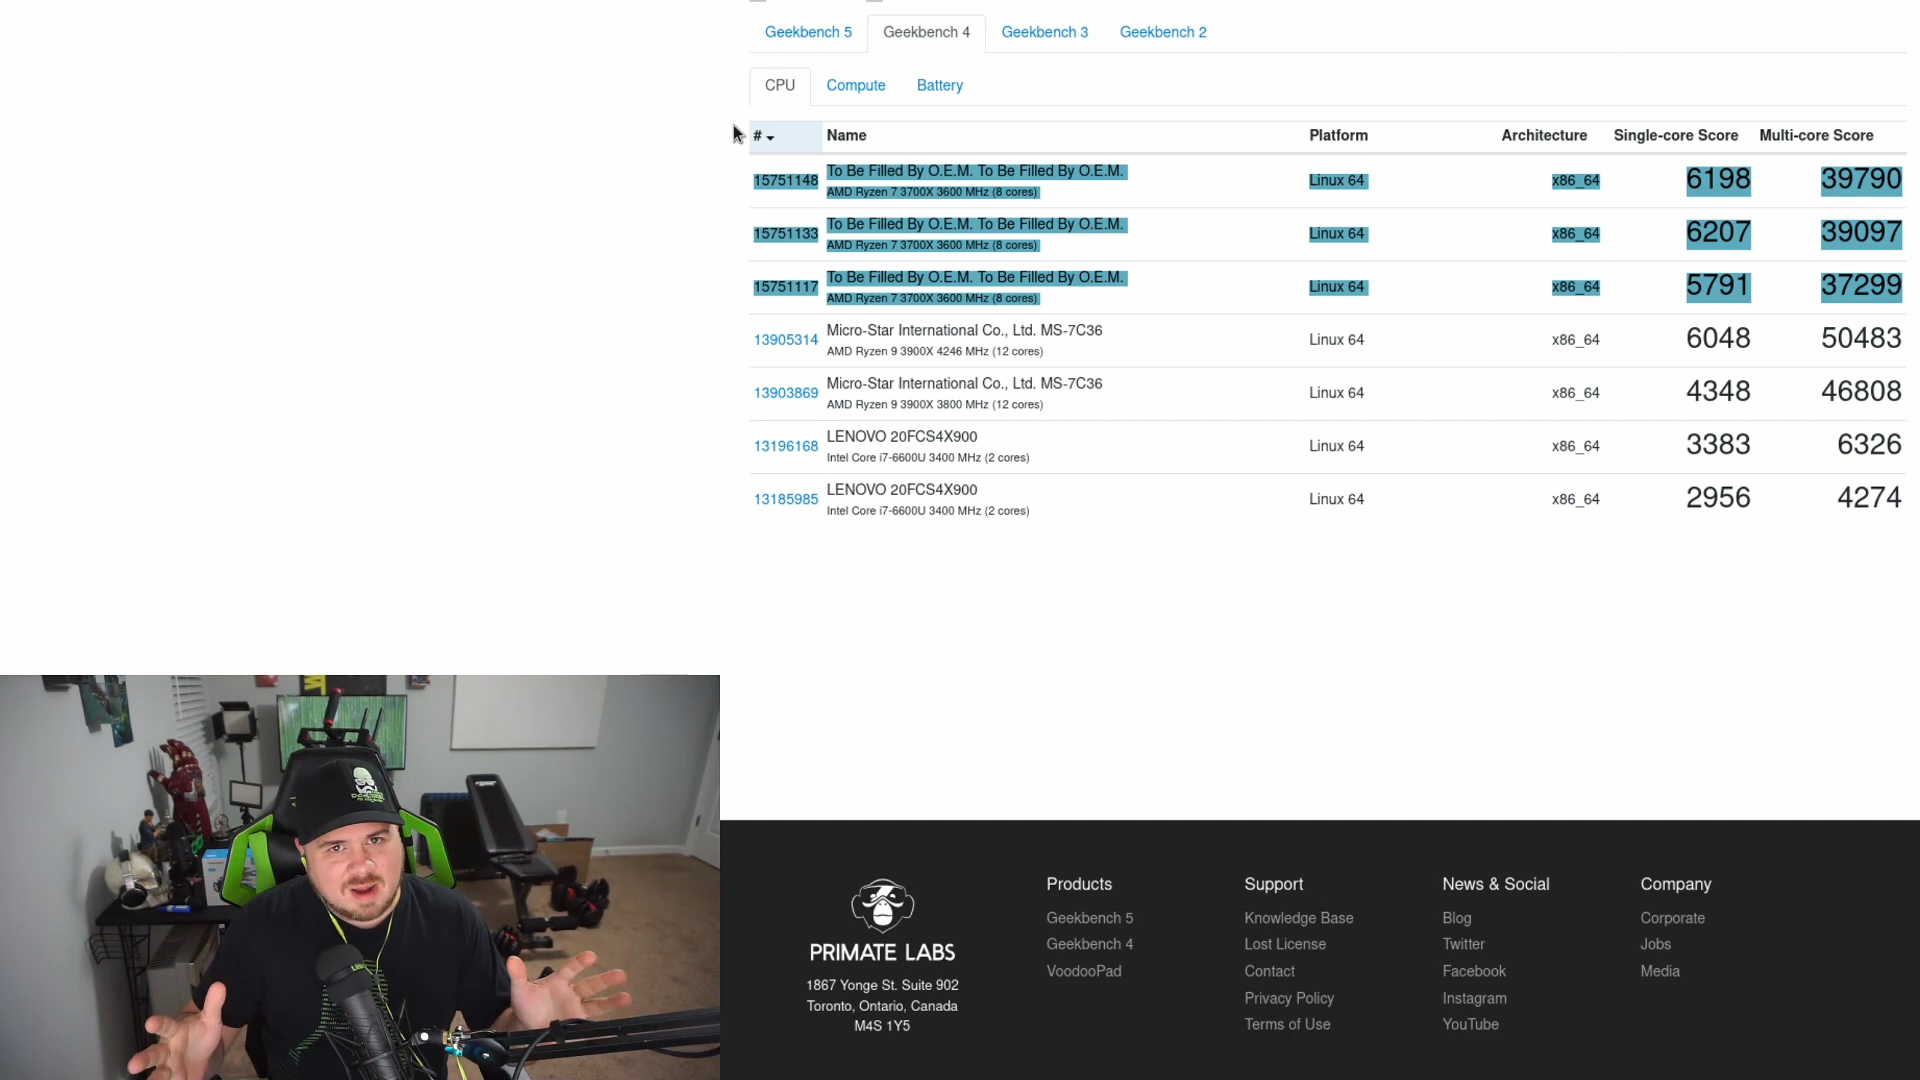 Geekbench 5 Geekbench 4 Geekbench 3 Geekbench 2
CPU Compute Battery
# Name Platform Architecture Single-core Score Multi-core Score
15751148 To Be Filled By O.E.M. To Be Filled By O.E.M. Linux 64 x86_64 6198 39790
AMD Ryzen 7 3700X 3600 MHz (8 cores)
15751133 To Be Filled By O.E.M. To Be Filled By O.E.M. Linux 64 x86_64 6207 39097
AMD Ryzen 7 3700X 3600 MHz (8 cores)
15751117 To Be Filled By O.E.M. To Be Filled By O.E.M. Linux 64 x86_64 5791 37299
AMD Ryzen 7 3700X 3600 MHz (8 cores)
13905314 Micro-Star International Co., Ltd. MS-7C36 Linux 64 x86_64 6048 50483
AMD Ryzen 9 3900X 4246 MHz (12 cores)
13903869 Micro-Star International Co., Ltd. MS-7C36 Linux 64 x86_64 4348 46808
AMD Ryzen 9 3900X 3800 MHz (12 cores)
13196168 LENOVO 20FCS4X900 Linux 64 x86_64 3383 6326
Intel Core i7-6600U 3400 MHz (2 cores)
13185985 LENOVO 20FCS4X900 Linux 64 x86_64 2956 4274
Intel Core i7-6600U 3400 MHz (2 cores)
PRIMATE LABS
1867 Yonge St. Suite 902
Toronto, Ontario, Canada
M4S 1Y5
Products
Geekbench 5
Geekbench 4
VoodooPad
Support
Knowledge Base
Lost License
Contact
Privacy Policy
Terms of Use
News & Social
Blog
Twitter
Facebook
Instagram
YouTube
Company
Corporate
Jobs
Media